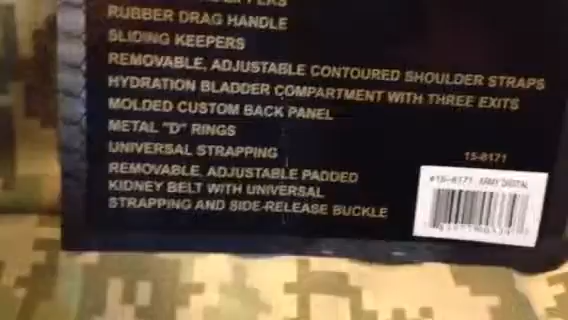 RUBBER DRAG HANDLE
SLIDING KEEPERS
REMOVABLE, ADJUSTABLE CONTOURED SHOULDER STRAPS
HYDRATION BLADDER COMPARTMENT WITH THREE EXITS
MOLDED CUSTOM BACK PANEL
METAL "D" RINGS
UNIVERSAL STRAPPING
REMOVABLE, ADJUSTABLE PADDED
KIDNEY BELT WITH UNIVERSAL
STRAPPING AND SIDE-RELEASE BUCKLE
15-8171
#15-8171 ARMY DIGITAL